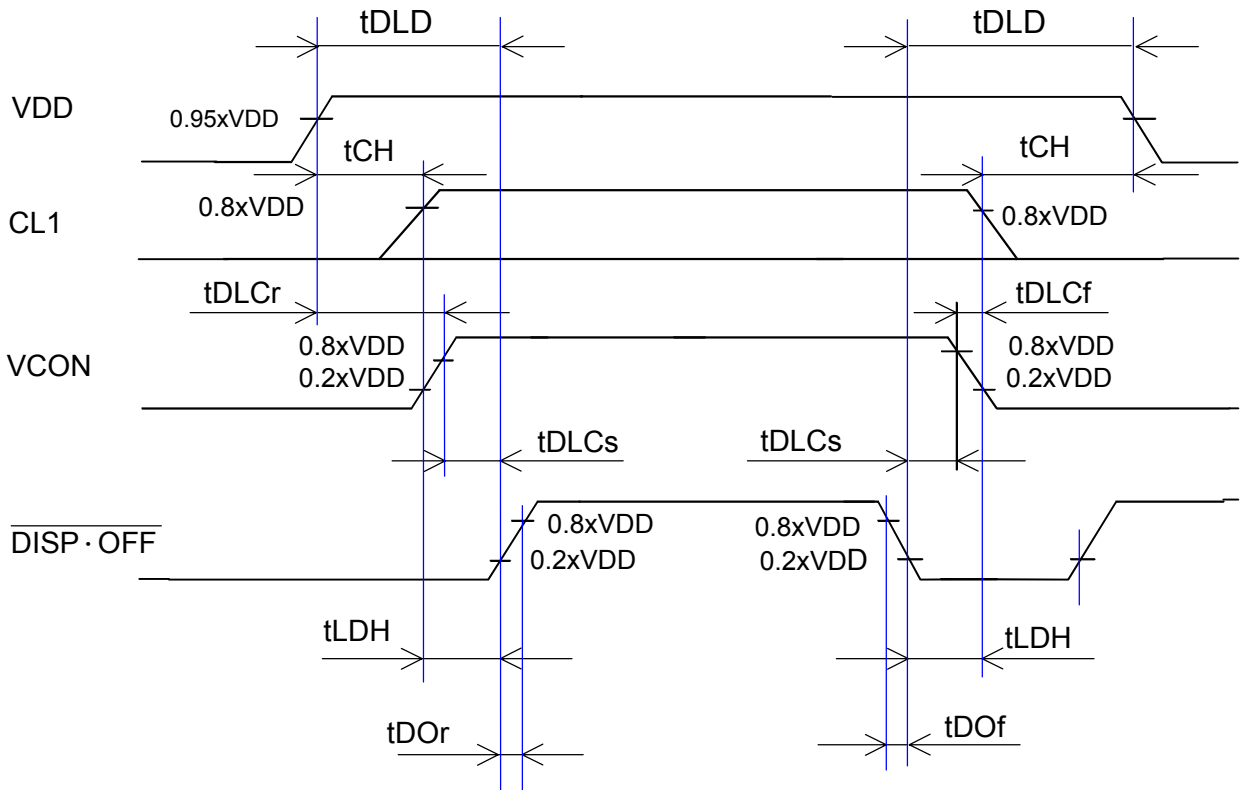 tDLD tDLD
VDD
0.95xVDD
tCH tCH
0.8xVDD 0.8xVDD
CL1
tDLCr tDLCf
0.8xVDD 0.8xVDD
VCON
0.2xVDD 0.2xVDD
tDLCs tDLCs
0.8xVDD 0.8xVDD
DISP·OFF
0.2xVDD 0.2xVDD
tLDH tLDH
tDOr tDOf